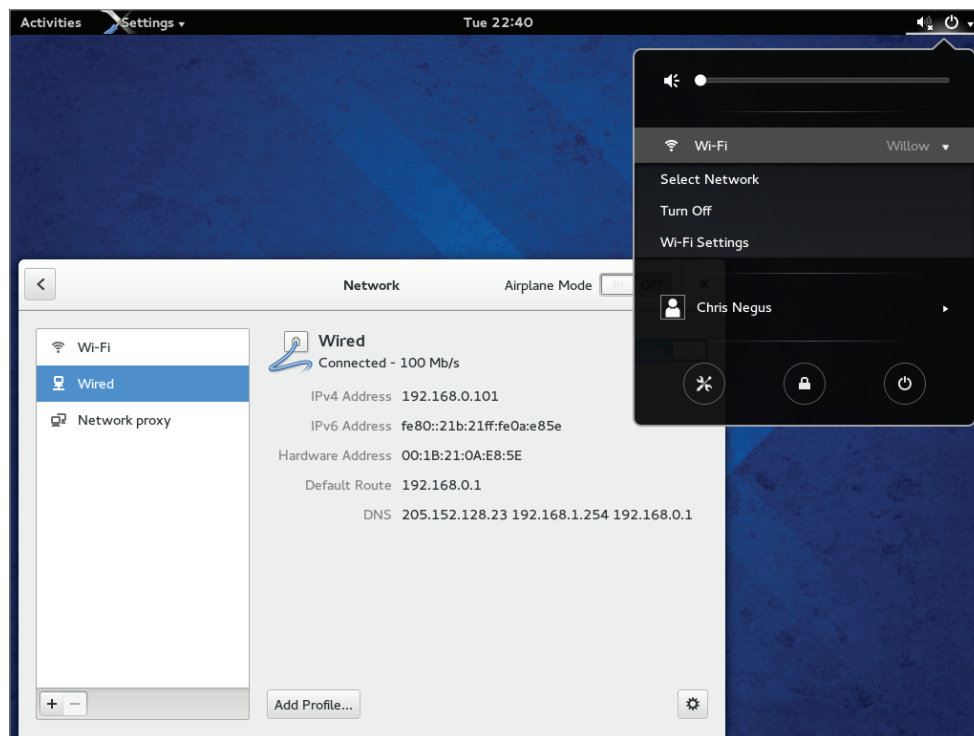 Activities Settings Tue 22:40
Wi-Fi Willow
Select Network
Turn Off
Wi-Fi Settings
Chris Negus
Network Airplane Mode OFF
ON
Wi-Fi
Wired
Network proxy
Wired
Connected - 100 Mb/s
IPv4 Address 192.168.0.101
IPv6 Address fe80::21b:21ff:fe0a:e85e
Hardware Address 00:1B:21:0A:E8:5E
Default Route 192.168.0.1
DNS 205.152.128.23 192.168.1.254 192.168.0.1
Add Profile...